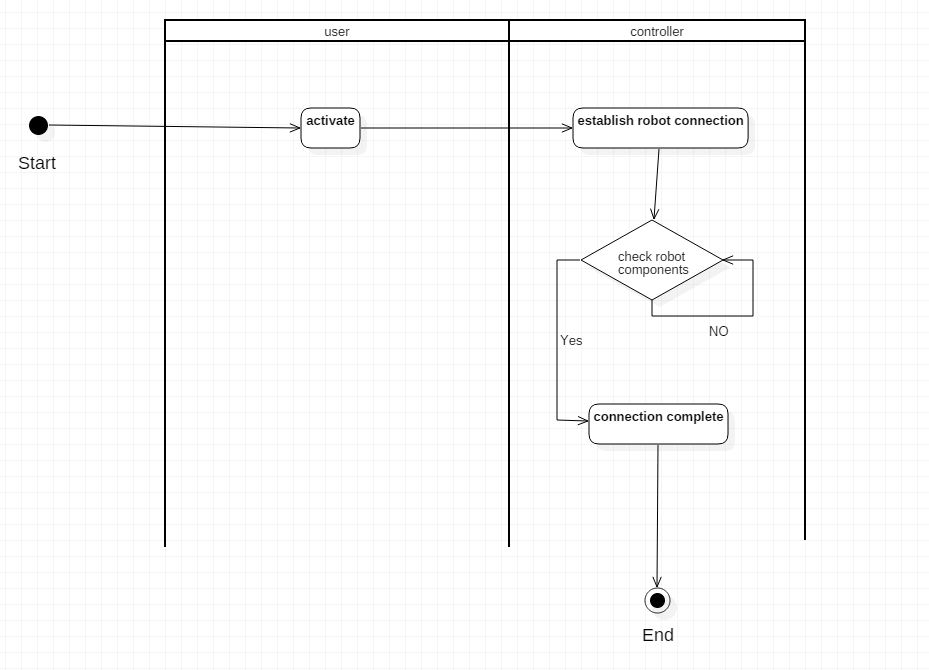 user
controller
activate
establish robot connection
Start
check robot
components
NO
Yes
connection complete
End